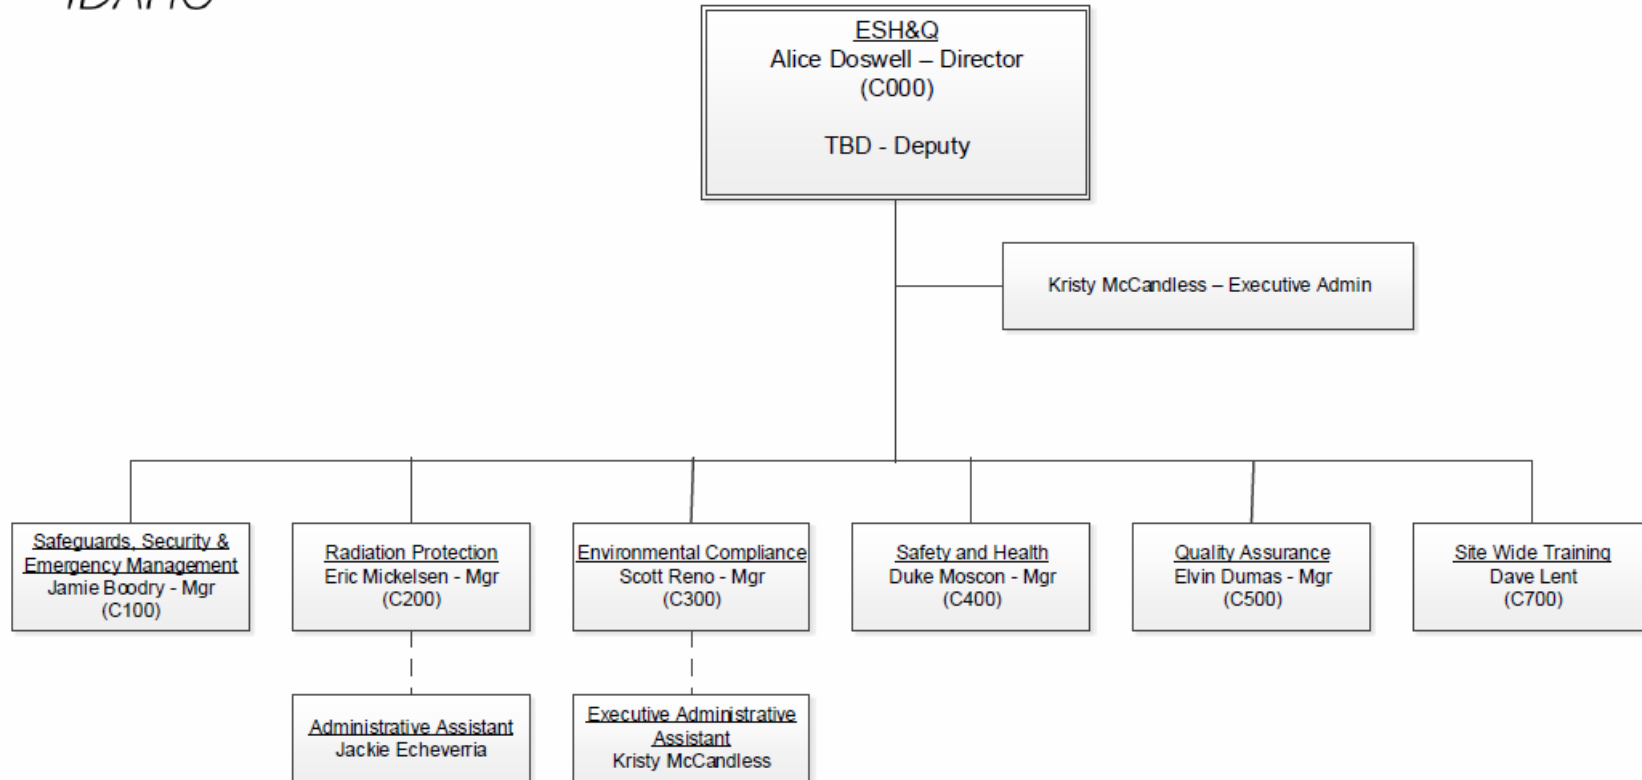 IDAHO
ESH&Q
Alice Doswell – Director
(C000)
TBD - Deputy
Kristy McCandless – Executive Admin
Safeguards, Security &
Emergency Management
Jamie Boodry - Mgr
(C100)
Radiation Protection
Eric Mickelsen - Mgr
(C200)
Environmental Compliance
Scott Reno - Mgr
(C300)
Safety and Health
Duke Moscon - Mgr
(C400)
Quality Assurance
Elvin Dumas - Mgr
(C500)
Site Wide Training
Dave Lent
(C700)
Administrative Assistant
Jackie Echeverria
Executive Administrative
Assistant
Kristy McCandless